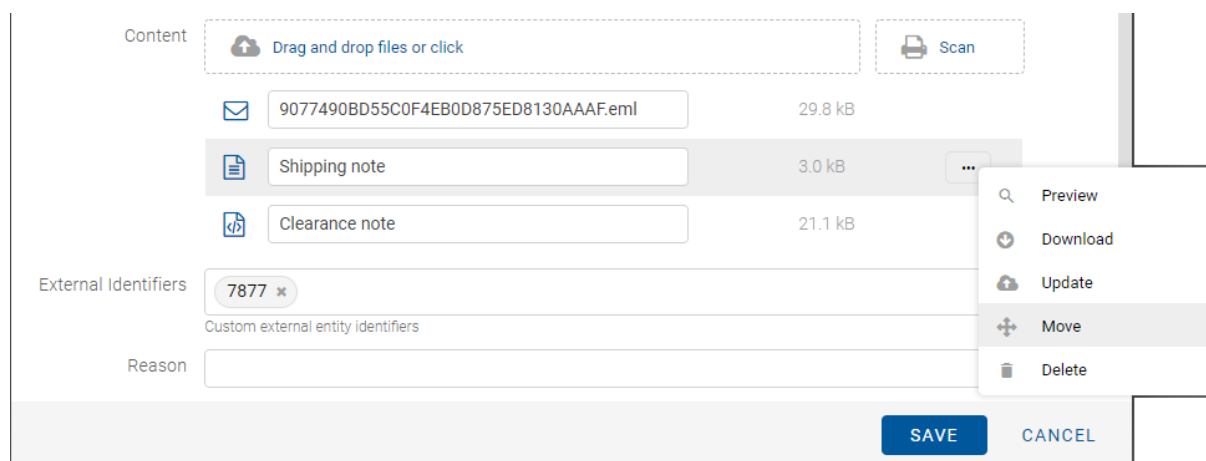 Content
Drag and drop files or click
Scan
9077490BD55C0F4EB0D875ED8130AAAF.eml 29.8 kB
Shipping note 3.0 kB ...
Clearance note 21.1 kB
Preview
Download
Update
Move
Delete
External Identifiers 7877 ×
Custom external entity identifiers
Reason
SAVE CANCEL